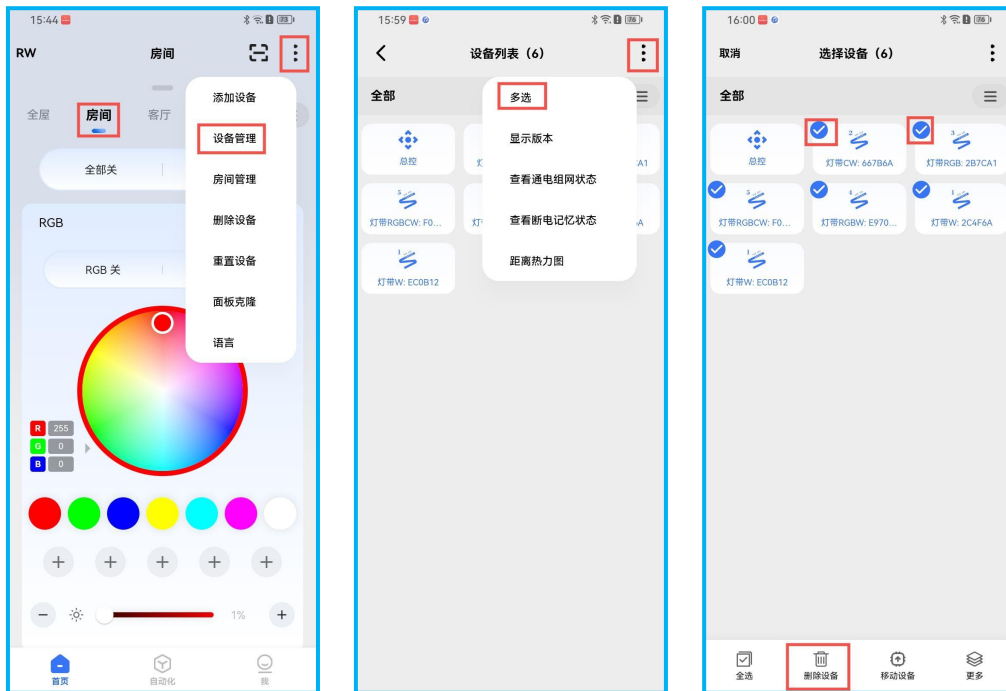 15:44
RW
房间
添加设备
全屋
房间
客厅
设备管理
全部关
房间管理
RGB
删除设备
RGB 关
重置设备
面板克隆
语言
R 255
G 0
B 0
1%
首页
自动化
我
15:59
设备列表（6）
全部
多选
显示版本
总控
查看通电组网状态
灯带RGBCW: F0...
查看断电记忆状态
灯带W: EC0B12
距离热力图
16:00
取消
选择设备（6）
全部
总控
灯带CW: 667B6A
灯带RGB: 2B7CA1
灯带RGBCW: F0...
灯带RGBW: E970...
灯带W: 2C4F6A
灯带W: EC0B12
全选
删除设备
移动设备
更多